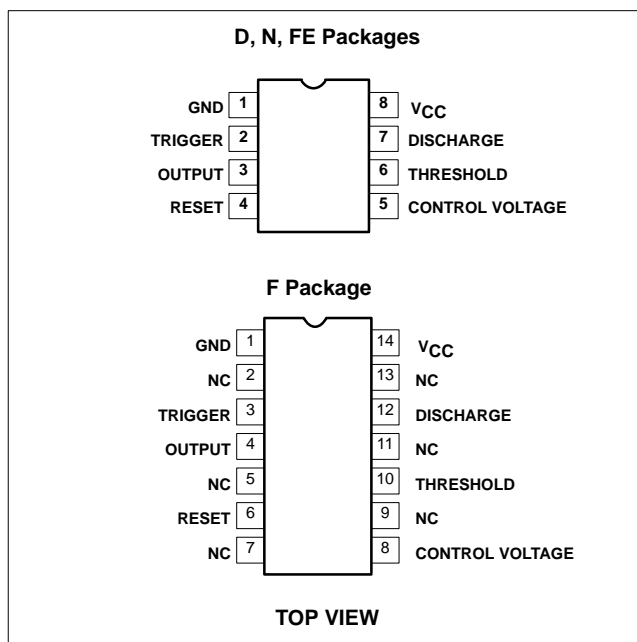 D, N, FE Packages
GND 1 8 VCC
TRIGGER 2 7 DISCHARGE
OUTPUT 3 6 THRESHOLD
RESET 4 5 CONTROL VOLTAGE
F Package
GND 1 14 VCC
NC 2 13 NC
TRIGGER 3 12 DISCHARGE
OUTPUT 4 11 NC
NC 5 10 THRESHOLD
RESET 6 9 NC
NC 7 8 CONTROL VOLTAGE
TOP VIEW